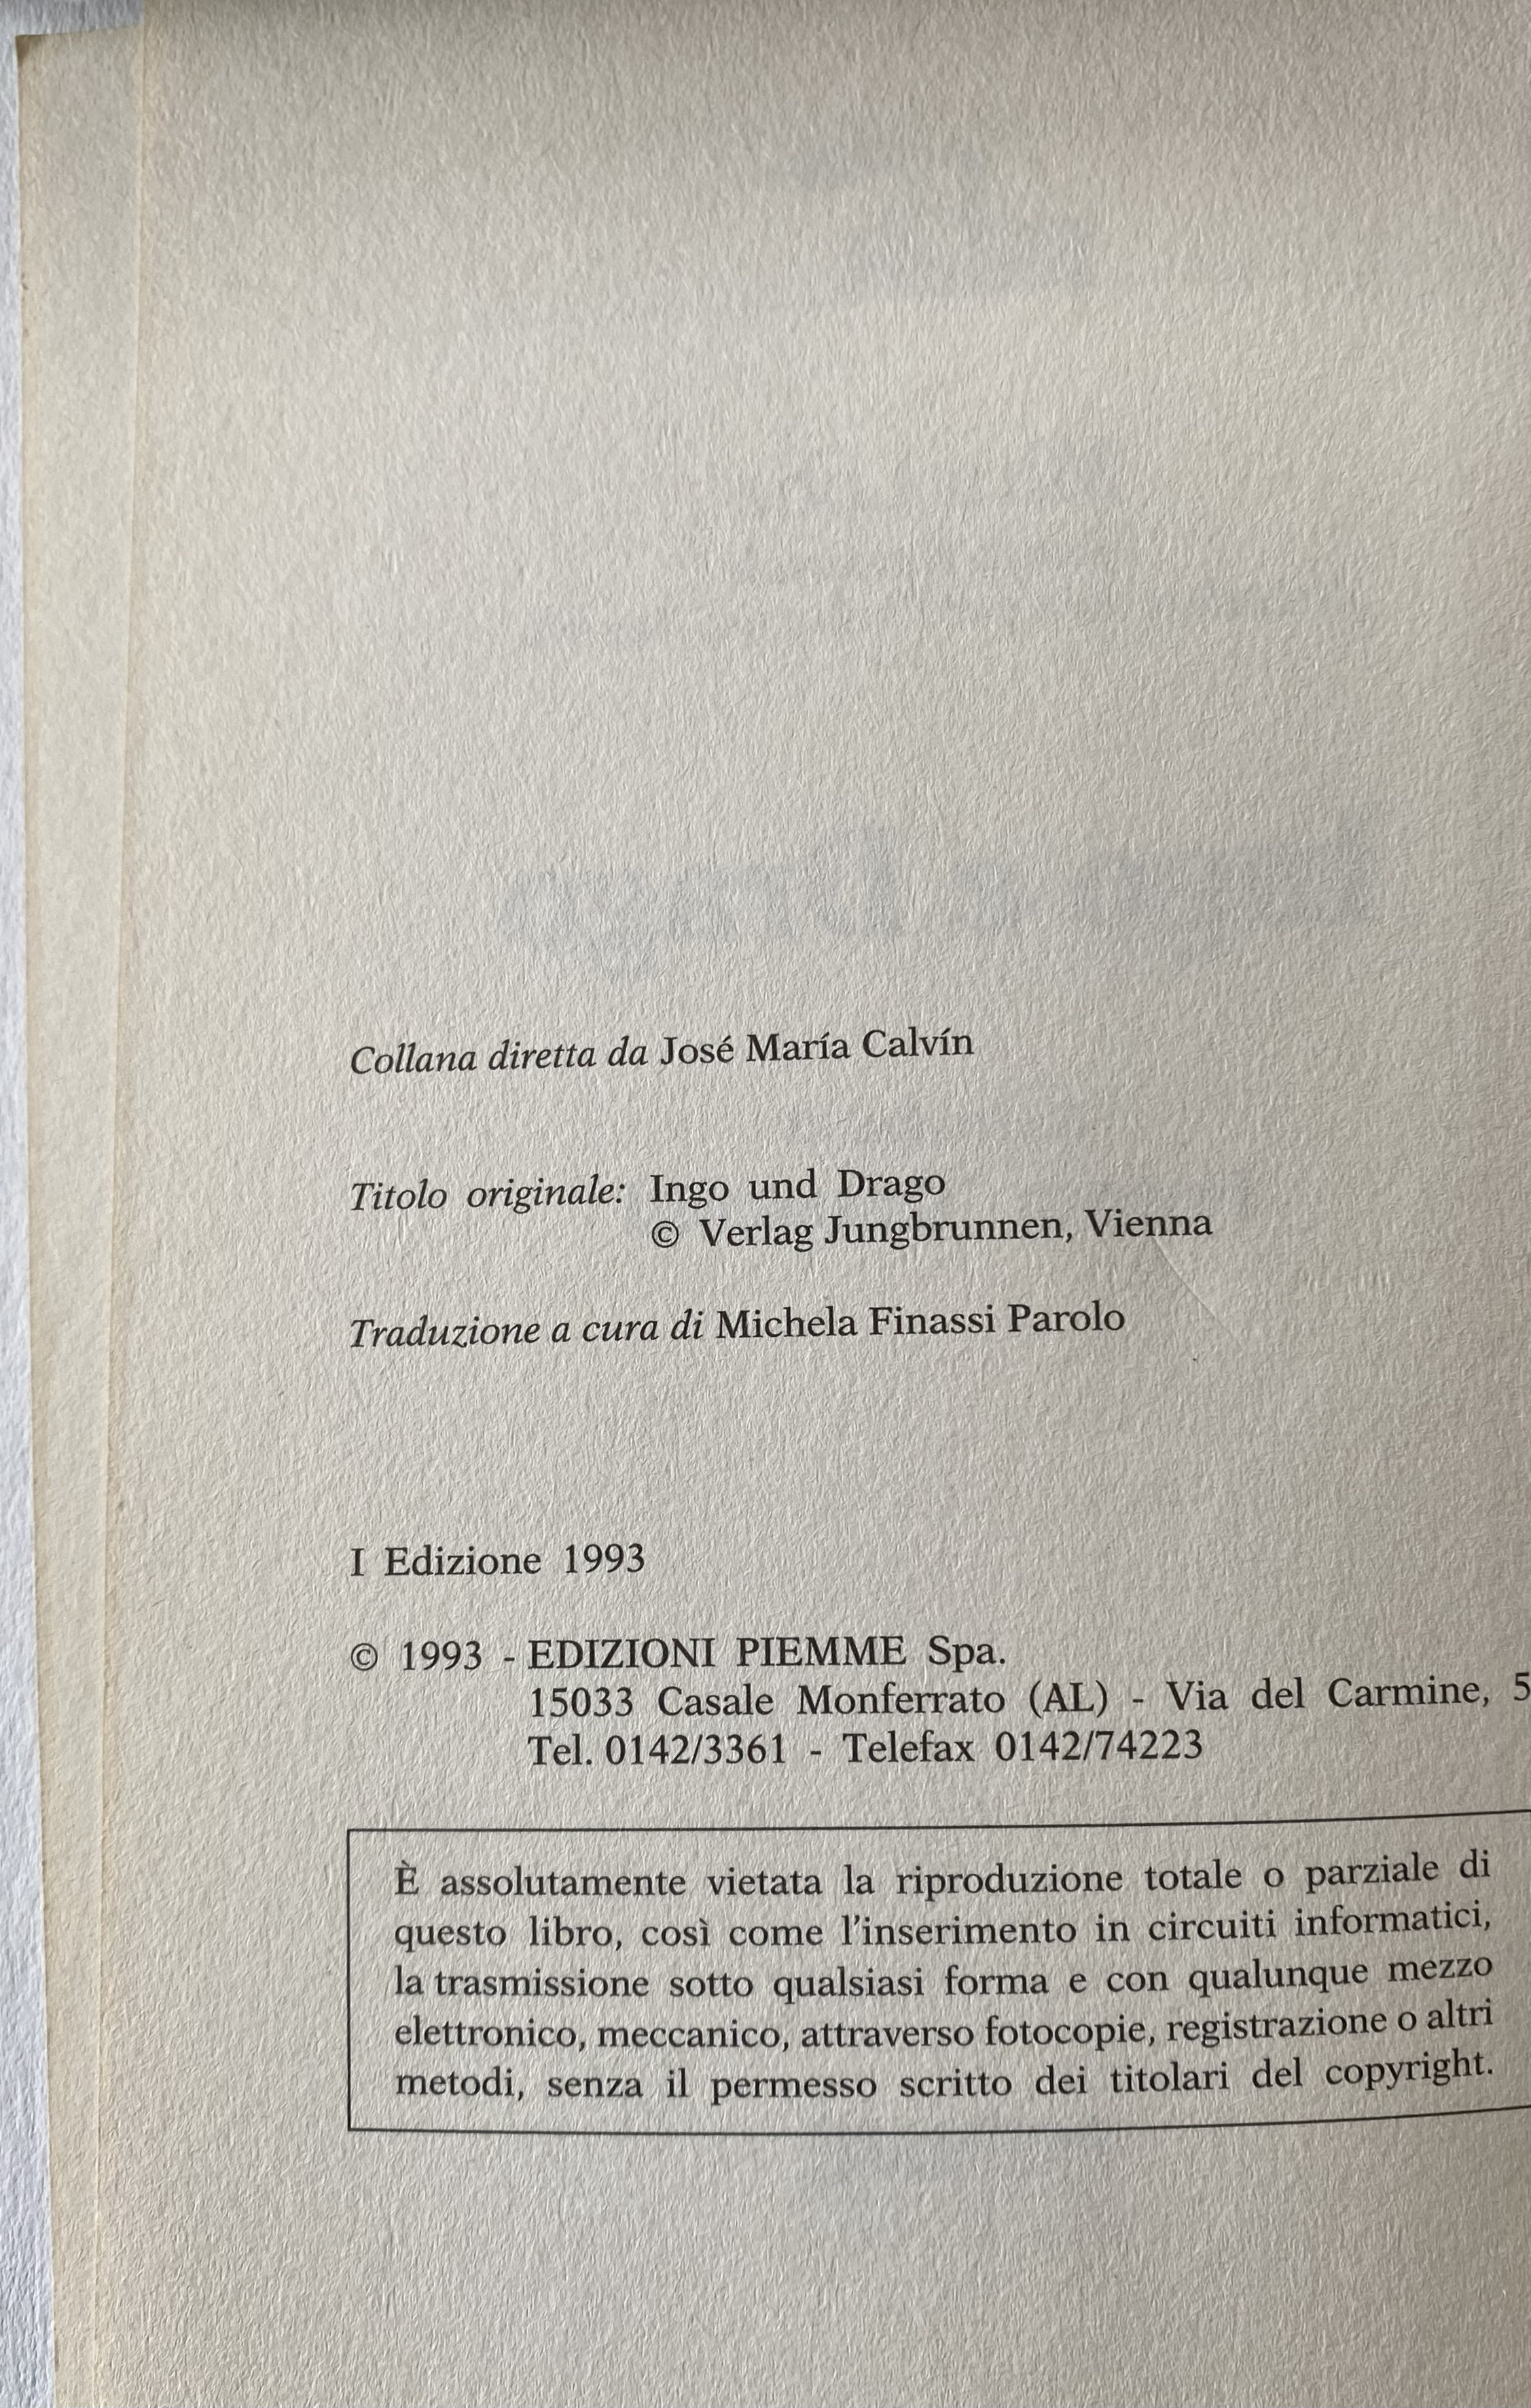 Collana diretta da José María Calvín
Titolo originale: Ingo und Drago
© Verlag Jungbrunnen, Vienna
Traduzione a cura di Michela Finassi Parolo
I Edizione 1993
© 1993 - EDIZIONI PIEMME Spa.
15033 Casale Monferrato (AL) - Via del Carmine, 5
Tel. 0142/3361 - Telefax 0142/74223
È assolutamente vietata la riproduzione totale o parziale di
questo libro, così come l'inserimento in circuiti informatici,
la trasmissione sotto qualsiasi forma e con qualunque mezzo
elettronico, meccanico, attraverso fotocopie, registrazione o altri
metodi, senza il permesso scritto dei titolari del copyright.